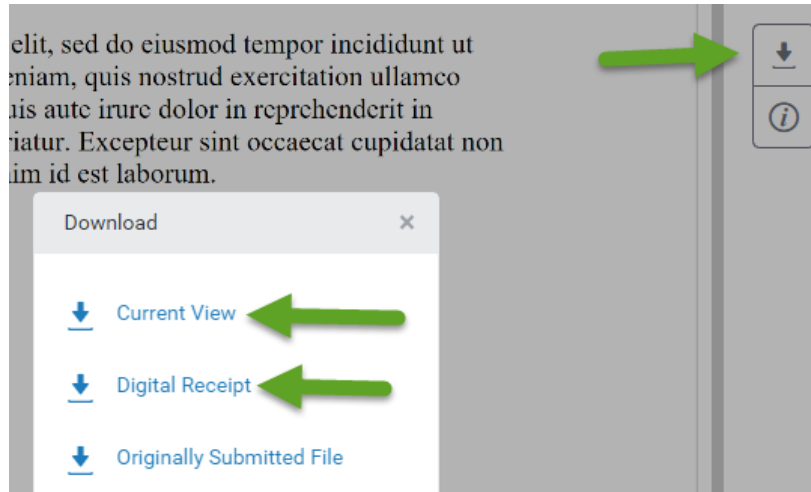 elit, sed do eiusmod tempor incididunt ut
eniam, quis nostrud exercitation ullamco
uis aute irure dolor in reprehenderit in
riatur. Excepteur sint occaecat cupidatat non
im id est laborum.
Download
Current View
Digital Receipt
Originally Submitted File